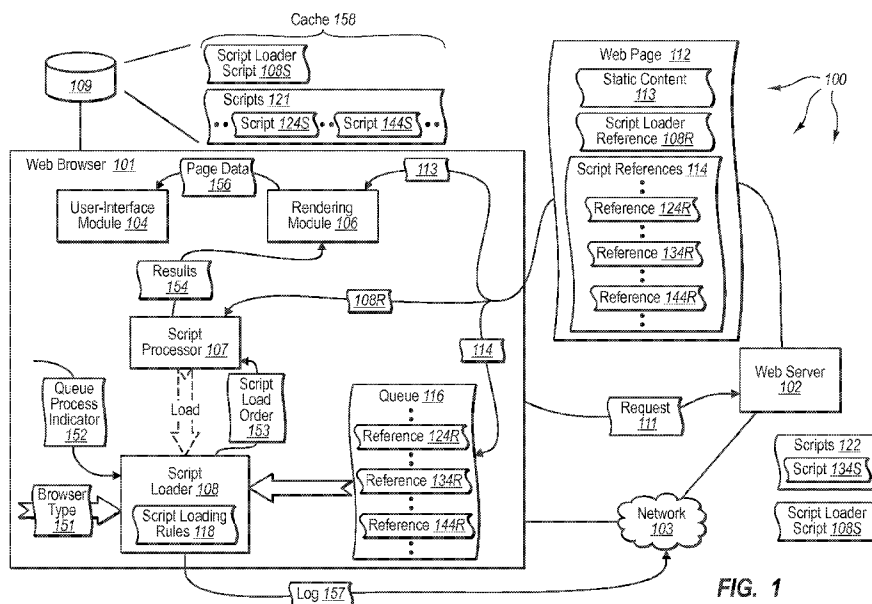 Cache 158
Script Loader
Script 108S
109
Scripts 121
Script 124S
Script 144S
Web Page 112
Static Content
113
Script Loader
Reference 108R
Script References 114
Reference 124R
Reference 134R
Reference 144R
100
Web Browser 101
Page Data
156
113
User-Interface
Module 104
Rendering
Module 106
Results
154
108R
Script
Processor
107
114
Queue
Process
Indicator
152
Load
Script
Load
Order
153
Queue 116
Reference 124R
Reference 134R
Reference 144R
Request
111
Web Server
102
Scripts 122
Script 134S
Script Loader
Script 108S
Browser
Type
151
Script
Loader 108
Script Loading
Rules 118
Network
103
Log 157
FIG. 1